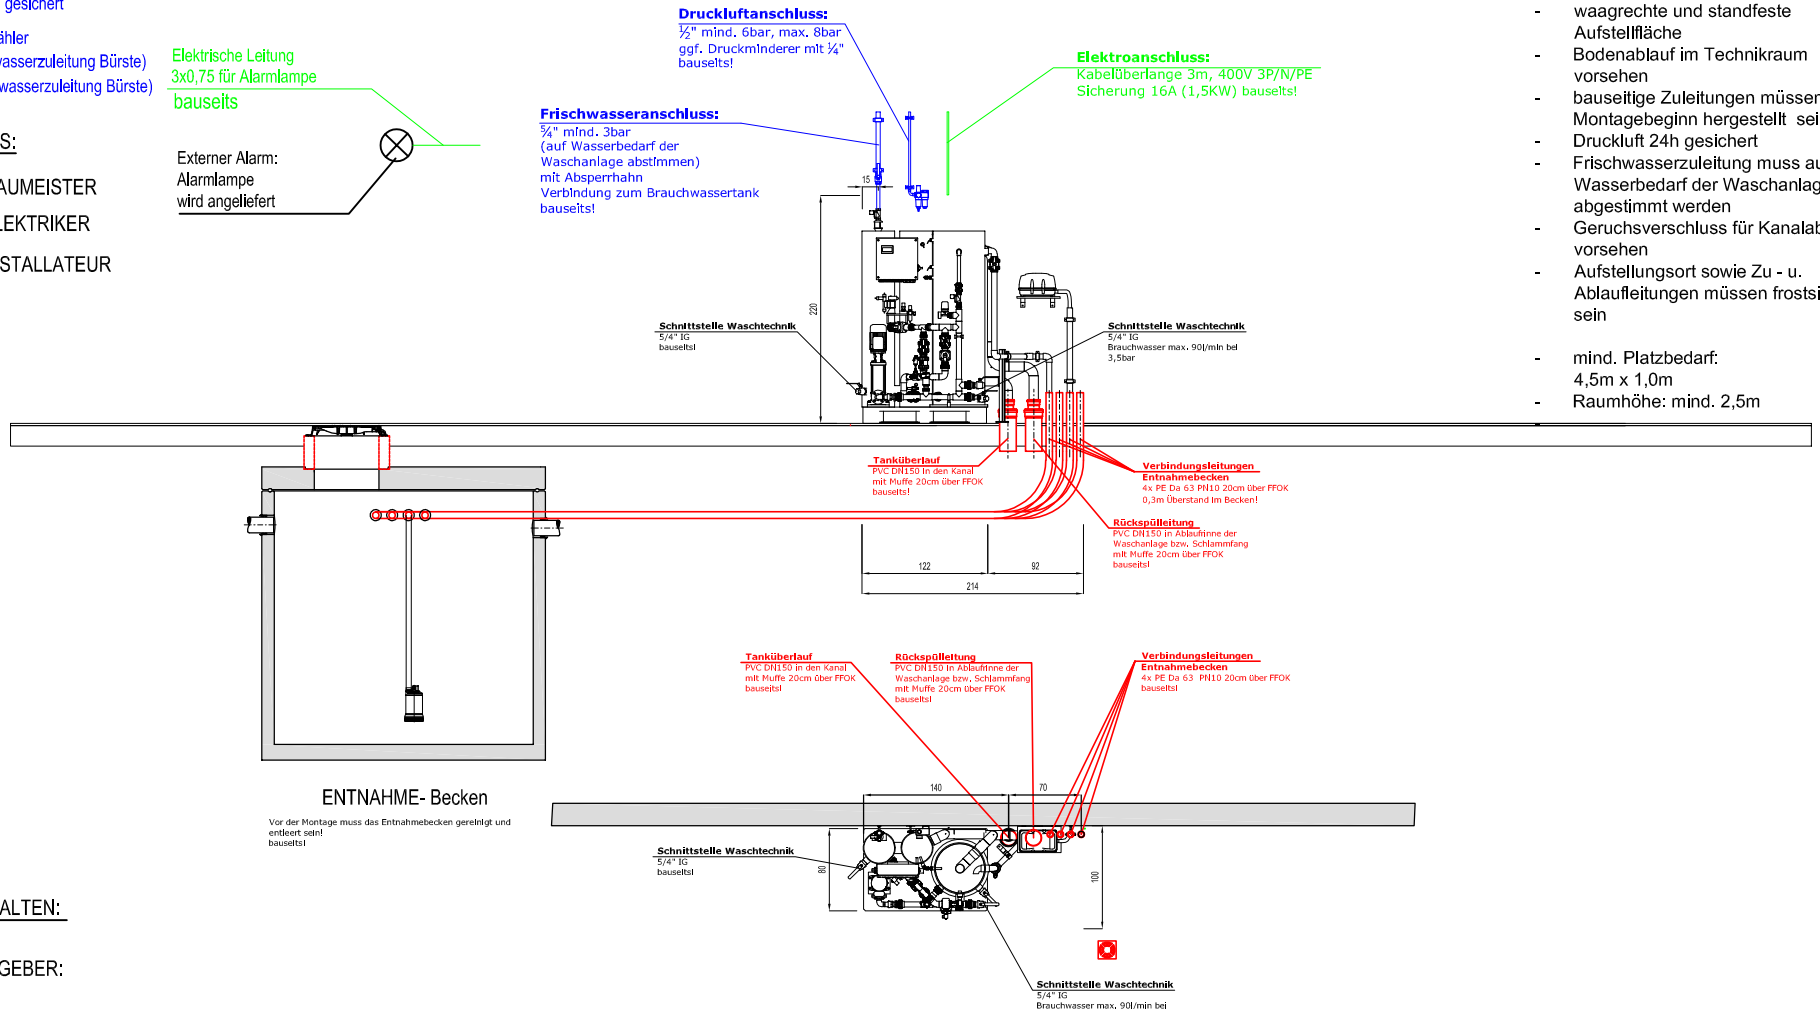 gesichert
ähler
wasserzuleitung Bürste)
wasserzuleitung Bürste)
Elektrische Leitung
3x0,75 für Alarmlampe
bauseits
S:
AUMEISTER
LEKTRIKER
STALLATEUR
Externer Alarm:
Alarmlampe
wird angeliefert
Druckluftanschluss:
½" mind. 6bar, max. 8bar
ggf. Druckminderer mit ¼"
bauseits!
Frischwasseranschluss:
5/4" mind. 3bar
(auf Wasserbedarf der
Waschanlage abstimmen)
mit Absperrhahn
Verbindung zum Brauchwassertank
bauseits!
Elektroanschluss:
Kabelüberlange 3m, 400V 3P/N/PE
Sicherung 16A (1,5KW) bauseits!
- waagrechte und standfeste
Aufstellfläche
- Bodenablauf im Technikraum
vorsehen
- bauseitige Zuleitungen müssen
Montagebeginn hergestellt sei
- Druckluft 24h gesichert
- Frischwasserzuleitung muss au
Wasserbedarf der Waschanlag
abgestimmt werden
- Geruchsverschluss für Kanalab
vorsehen
- Aufstellungsort sowie Zu - u.
Ablaufleitungen müssen frostsi
sein
- mind. Platzbedarf:
4,5m x 1,0m
- Raumhöhe: mind. 2,5m
-
15
220
Schnittstelle Waschtechnik
5/4" IG
bauseits!
Schnittstelle Waschtechnik
5/4" IG
Brauchwasser max. 90l/min bei
3,5bar
Tanküberlauf
PVC DN150 in den Kanal
mit Muffe 20cm über FFOK
bauseits!
Verbindungsleitungen
Entnahmebecken
4x PE Da 63 PN10 20cm über FFOK
0,3m Überstand im Becken!
Rückspülleitung
PVC DN150 in Ablaufrinne der
Waschanlage bzw. Schlammfang
mit Muffe 20cm über FFOK
bauseits!
122
92
214
Tanküberlauf
PVC DN150 in den Kanal
mit Muffe 20cm über FFOK
bauseits!
Rückspülleitung
PVC DN150 in Ablaufrinne der
Waschanlage bzw. Schlammfang
mit Muffe 20cm über FFOK
bauseits!
Verbindungsleitungen
Entnahmebecken
4x PE Da 63 PN10 20cm über FFOK
bauseits!
ENTNAHME- Becken
Vor der Montage muss das Entnahmebecken gereinigt und
entleert sein!
bauseits!
140
70
Schnittstelle Waschtechnik
5/4" IG
bauseits!
80
100
ALTEN:
GEBER:
Schnittstelle Waschtechnik
5/4" IG
Brauchwasser max. 90l/min bei